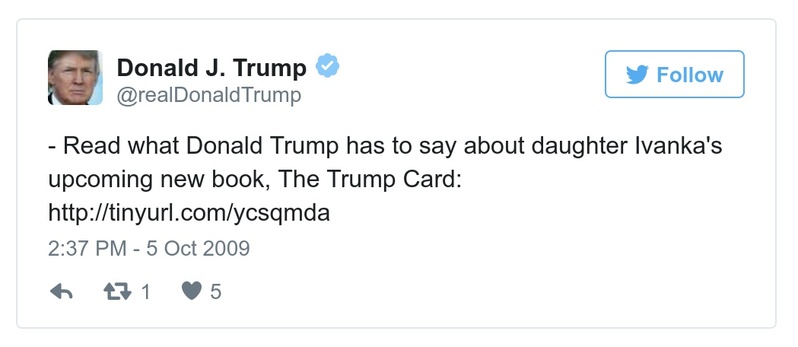 Donald J. Trump
@realDonaldTrump
Follow
- Read what Donald Trump has to say about daughter Ivanka's
upcoming new book, The Trump Card:
http://tinyurl.com/ycsqmda
2:37 PM - 5 Oct 2009
1 5